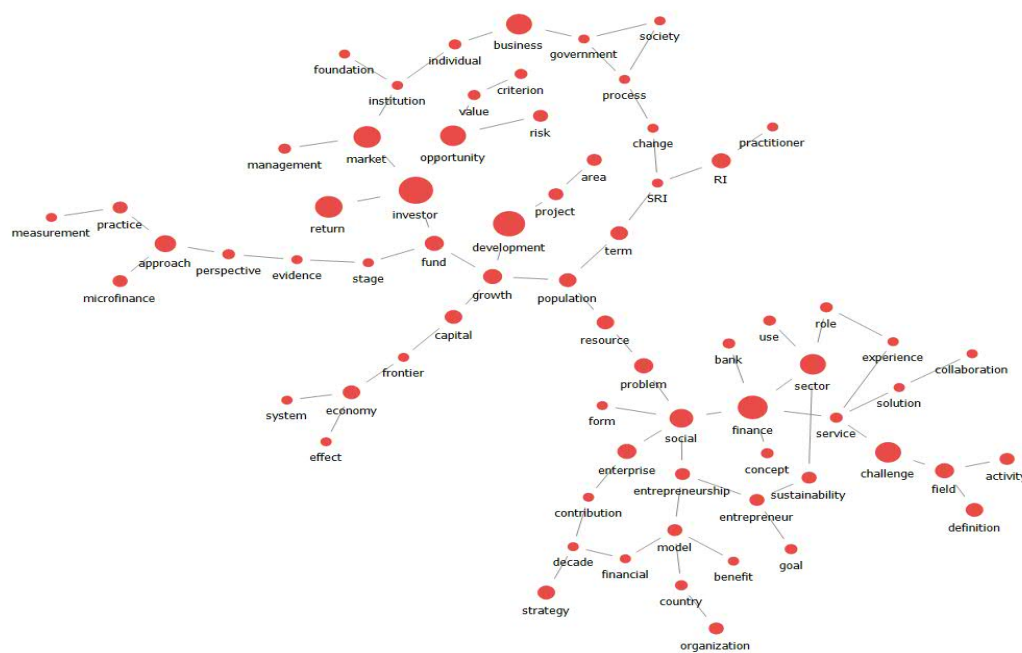 society
business
government
individual
foundation
criterion
process
institution
value
risk
change
practitioner
management
market
opportunity
area
RI
SRI
project
return
investor
measurement
practice
development
term
fund
approach
perspective
evidence
stage
growth
population
microfinance
capital
resource
role
use
experience
bank
frontier
problem
sector
collaboration
system
economy
form
solution
social
finance
service
effect
enterprise
concept
challenge
entrepreneurship
sustainability
field
activity
contribution
entrepreneur
definition
model
decade
financial
benefit
goal
country
strategy
organization